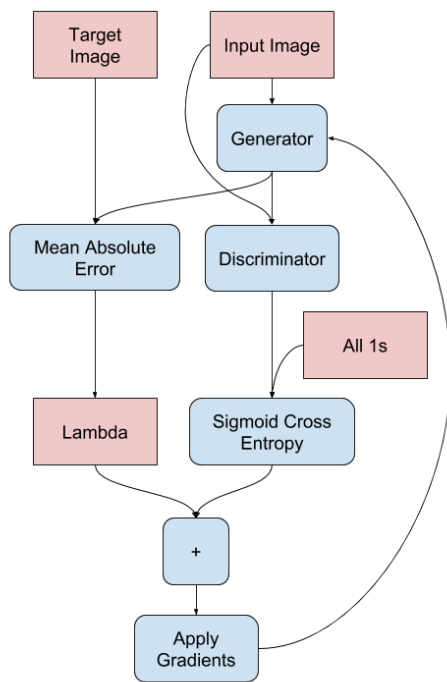 Target
Image
Input Image
Generator
Mean Absolute
Error
Discriminator
All 1s
Lambda
Sigmoid Cross
Entropy
+
Apply
Gradients